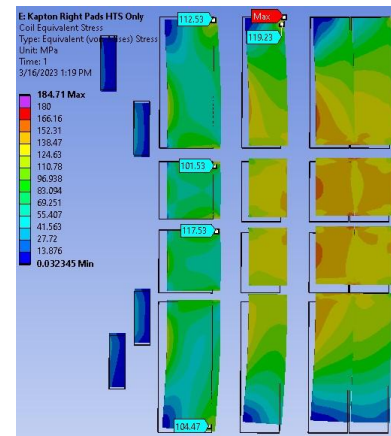 E: Kapton Right Pads HTS Only
Coil Equivalent Stress
Type: Equivalent (von-Mises) Stress
Unit: MPa
Time: 1
3/16/2023 1:19 PM
184.71 Max
180
166.16
152.31
138.47
124.63
110.78
96.938
83.094
69.251
55.407
41.563
27.72
13.876
0.032345 Min
112.53
Max
119.23
101.53
117.53
104.47